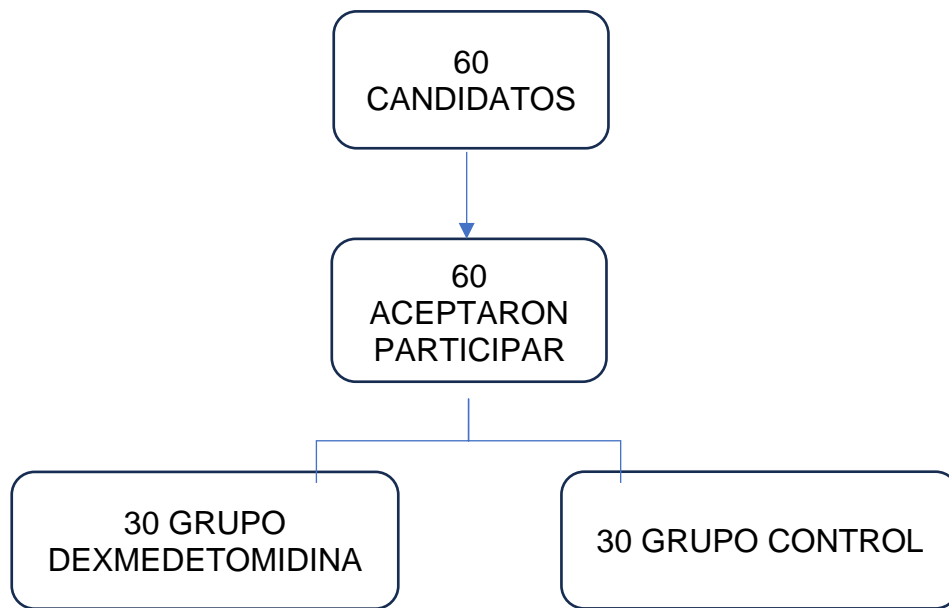 60
CANDIDATOS
60
ACEPTARON
PARTICIPAR
30 GRUPO
DEXMEDETOMIDINA
30 GRUPO CONTROL